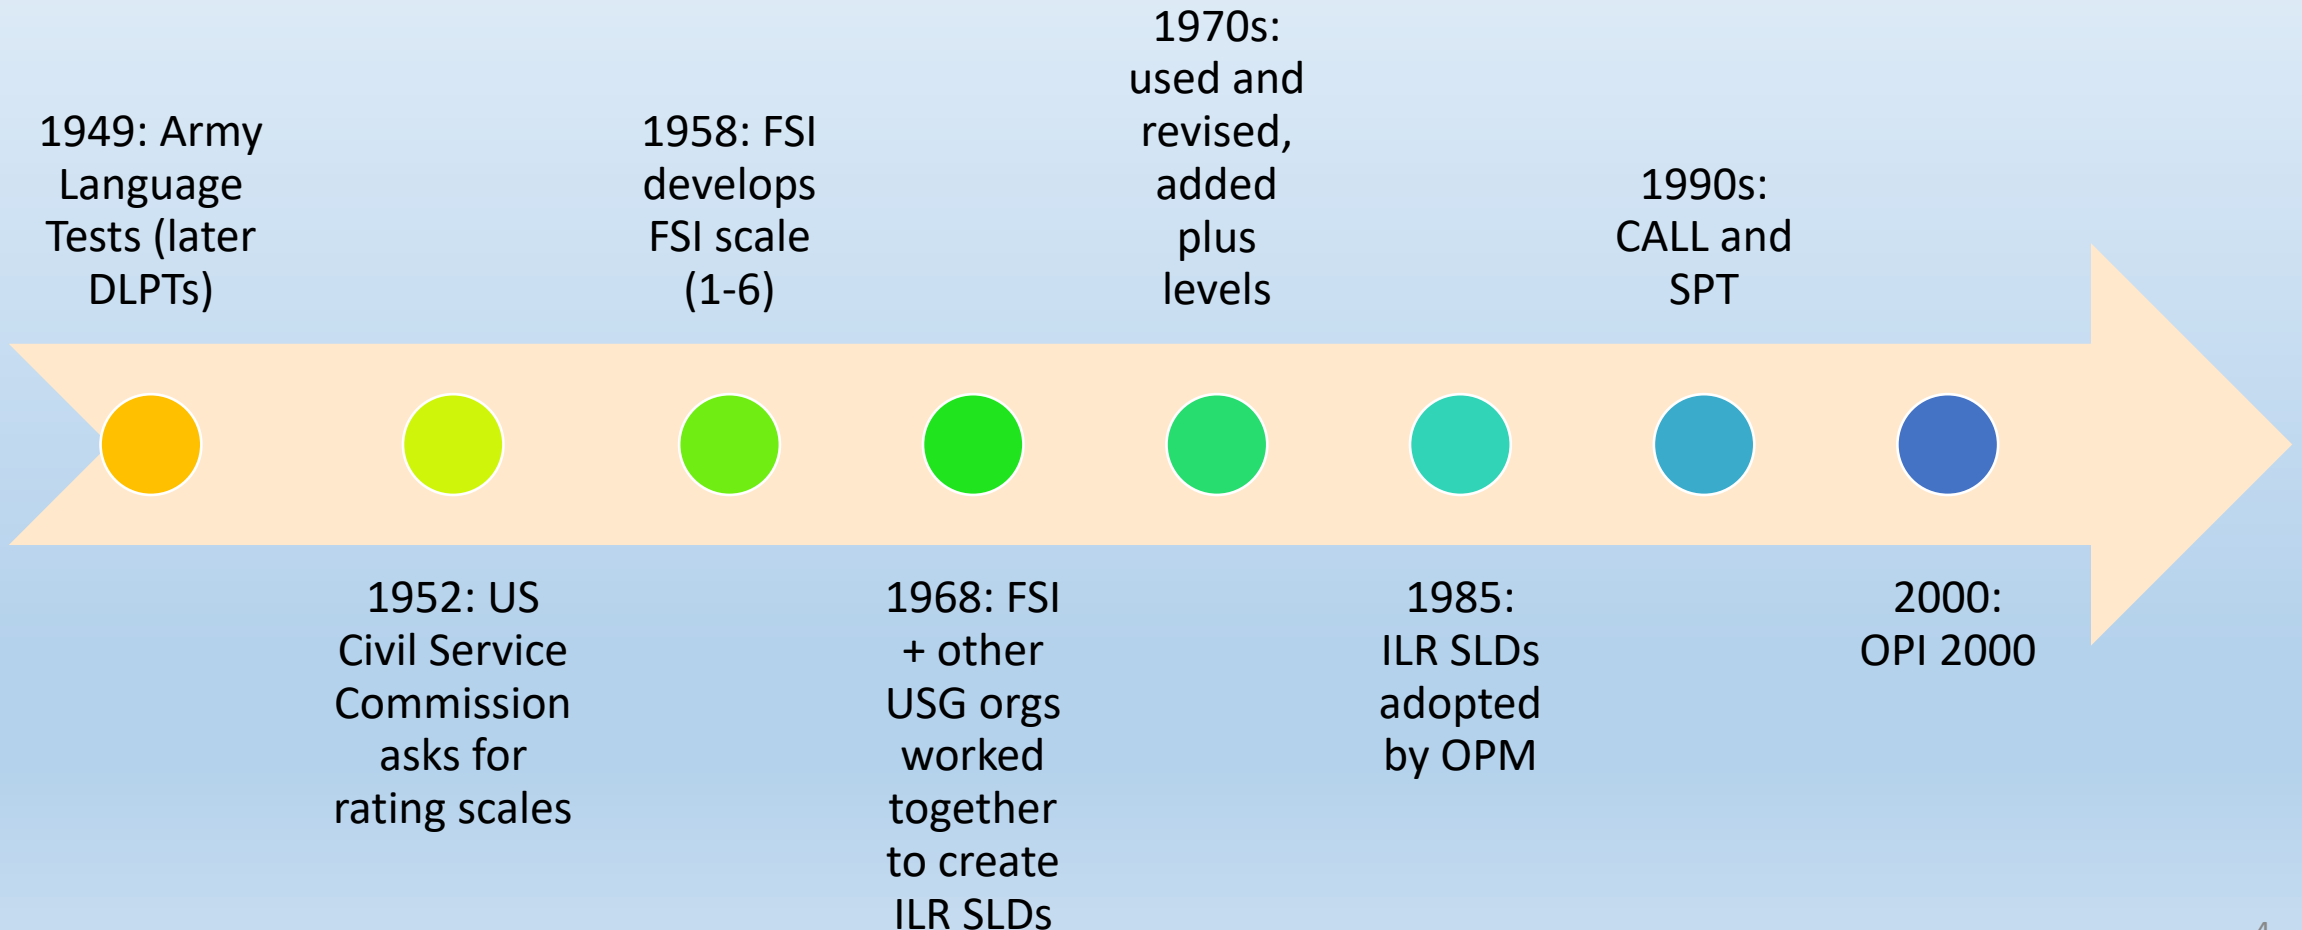 1949: Army
Language
Tests (later
DLPTs)
1952: US
Civil Service
Commission
asks for
rating scales
1958: FSI
develops
FSI scale
(1-6)
1968: FSI
+ other
USG orgs
worked
together
to create
ILR SLDs
1970s:
used and
revised,
added
plus
levels
1985:
ILR SLDs
adopted
by OPM
1990s:
CALL and
SPT
2000:
OPI 2000